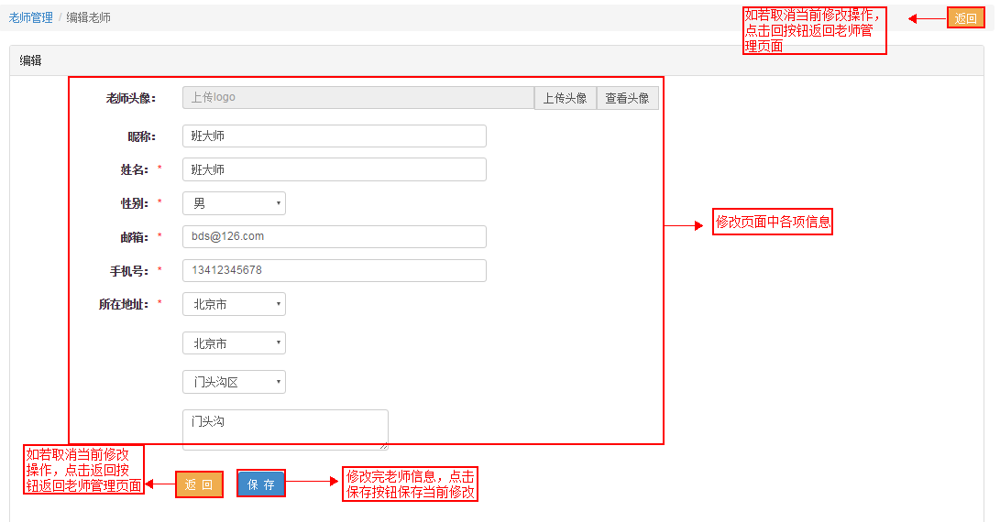 老师管理 / 编辑老师
如若取消当前修改操作，
点击回按钮返回老师管
理页面
返回
编辑
老师头像： 上传logo 上传头像 查看头像
昵称： 班大师
姓名： * 班大师
性别： * 男
邮箱： * bds@126.com
修改页面中各项信息
手机号： * 13412345678
所在地址： * 北京市
北京市
门头沟区
门头沟
如若取消当前修改
操作，点击返回按
钮返回老师管理页面
返 回
保 存
修改完老师信息，点击
保存按钮保存当前修改